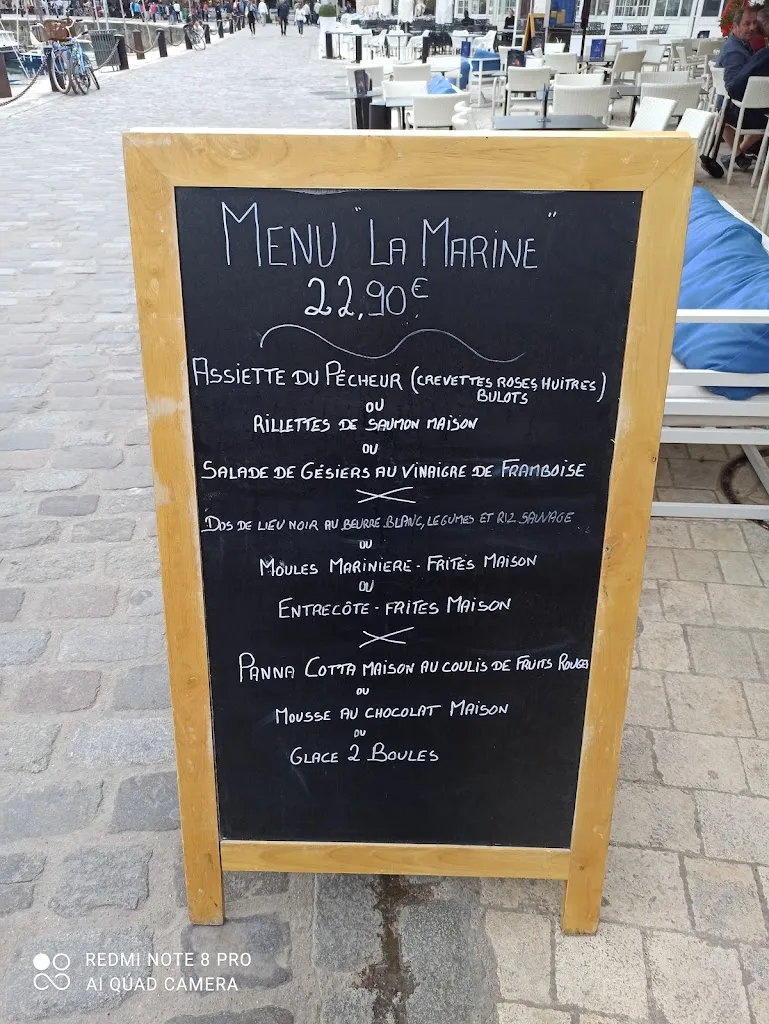 MENU "LA MARINE"
22,90€
ASSIETTE DU PÊCHEUR (CREVETTES ROSES HUITRES)
BULOTS
OU
RILLETTES DE SAUMON MAISON
OU
SALADE DE GÉSIERS AU VINAIGRE DE FRAMBOISE
DOS DE LIEU NOIR AU BEURRE BLANC, LEGUMES ET RIZ SAUVAGE
OU
MOULES MARINIERE - FRITES MAISON
OU
ENTRECÔTE - FRITES MAISON
PANNA COTTA MAISON AU COULIS DE FRUITS ROUGES
OU
MOUSSE AU CHOCOLAT MAISON
OU
GLACE 2 BOULES
REDMI NOTE 8 PRO
AI QUAD CAMERA